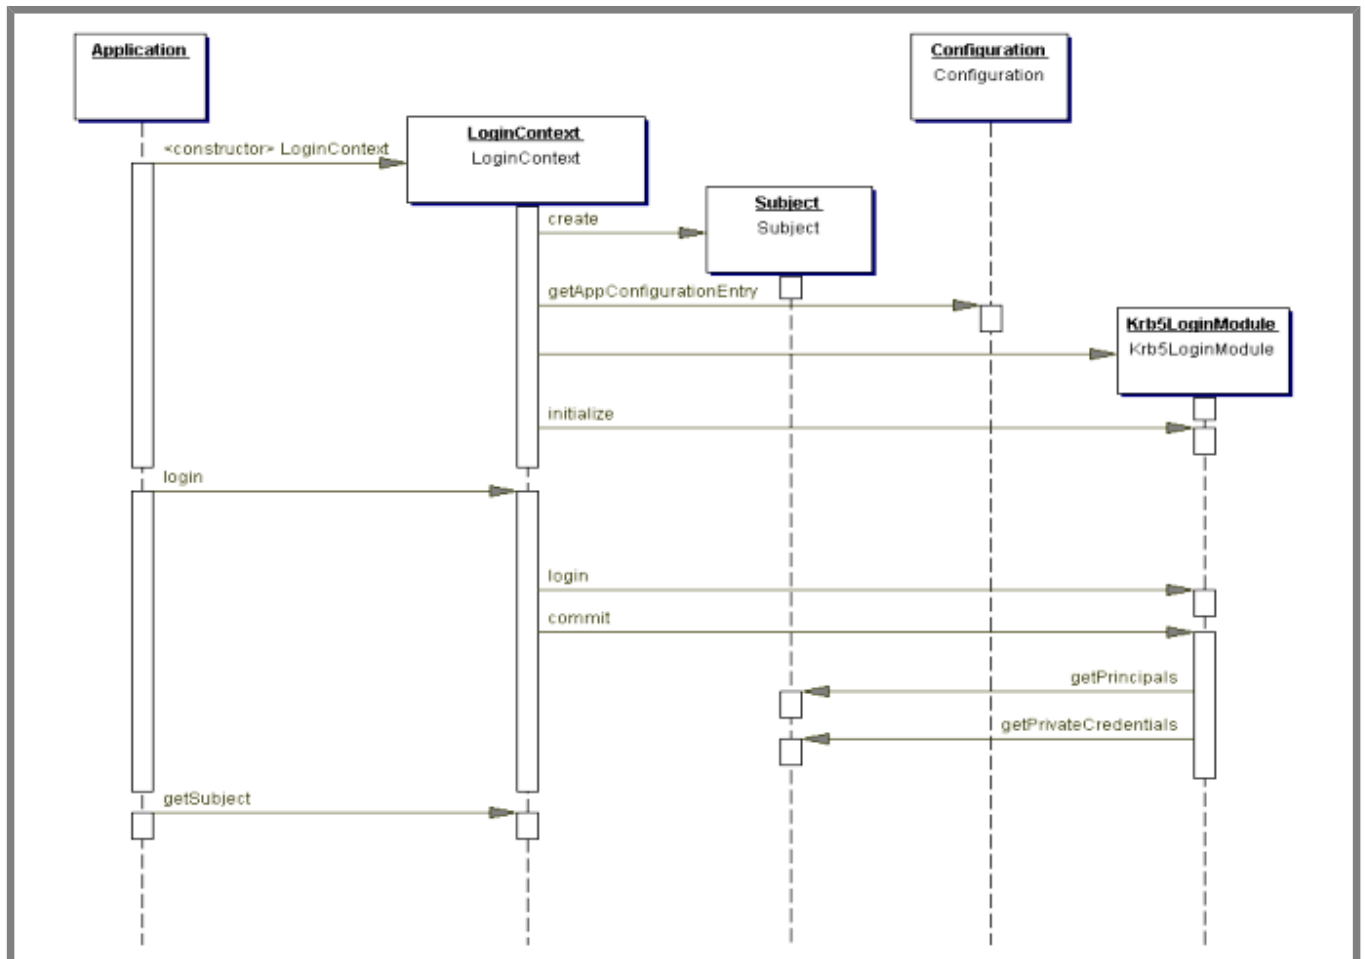 Application
Configuration
Configuration
LoginContext
LoginContext
<constructor> LoginContext
Subject
Subject
create
getAppConfigurationEntry
Krb5LoginModule
Krb5LoginModule
initialize
login
login
commit
getPrincipals
getPrivateCredentials
getSubject